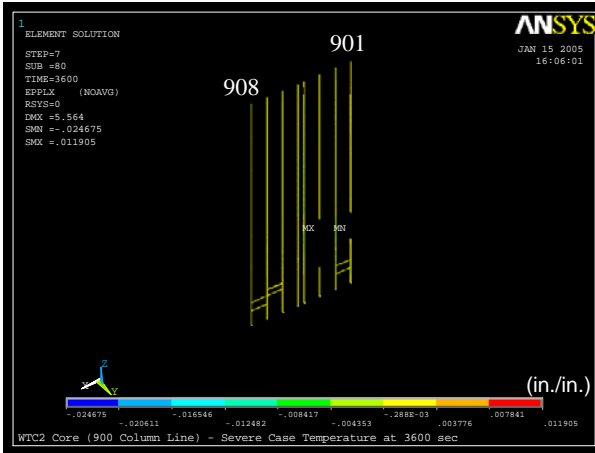 1
ELEMENT SOLUTION
STEP=7
SUB =80
TIME=3600
EPPLX (NOAVG)
RSYS=0
DMX =5.564
SMN =-.024675
SMX =.011905
ANSYS
JAN 15 2005
16:06:01
901
908
MX MN
Z
X
Y
(in./in.)
-.024675 -.016546 -.008417 -.288E-03 .007841
-.020611 -.012482 -.004353 .003776 .011905
WTC2 Core (900 Column Line) - Severe Case Temperature at 3600 sec